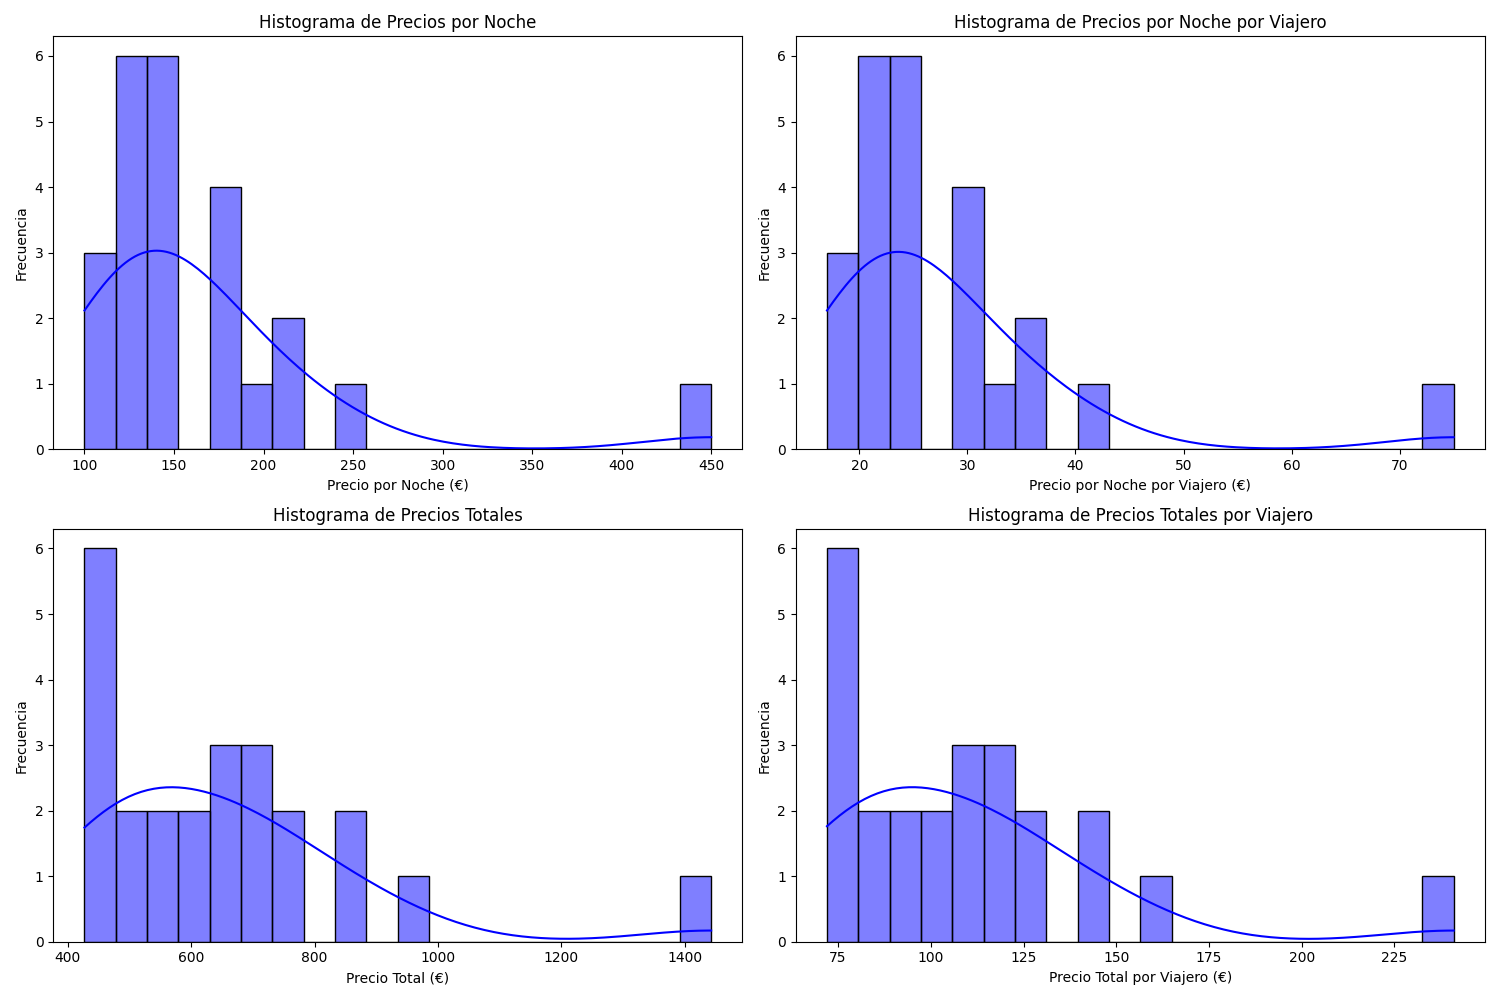 Histograma de Precios por Noche
6
5
4
3
2
1
0
Frecuencia
100 150 200 250 300 350 400 450
Precio por Noche (€)
Histograma de Precios por Noche por Viajero
6
5
4
3
2
1
0
Frecuencia
20 30 40 50 60 70
Precio por Noche por Viajero (€)
Histograma de Precios Totales
6
5
4
3
2
1
0
Frecuencia
400 600 800 1000 1200 1400
Precio Total (€)
Histograma de Precios Totales por Viajero
6
5
4
3
2
1
0
Frecuencia
75 100 125 150 175 200 225
Precio Total por Viajero (€)